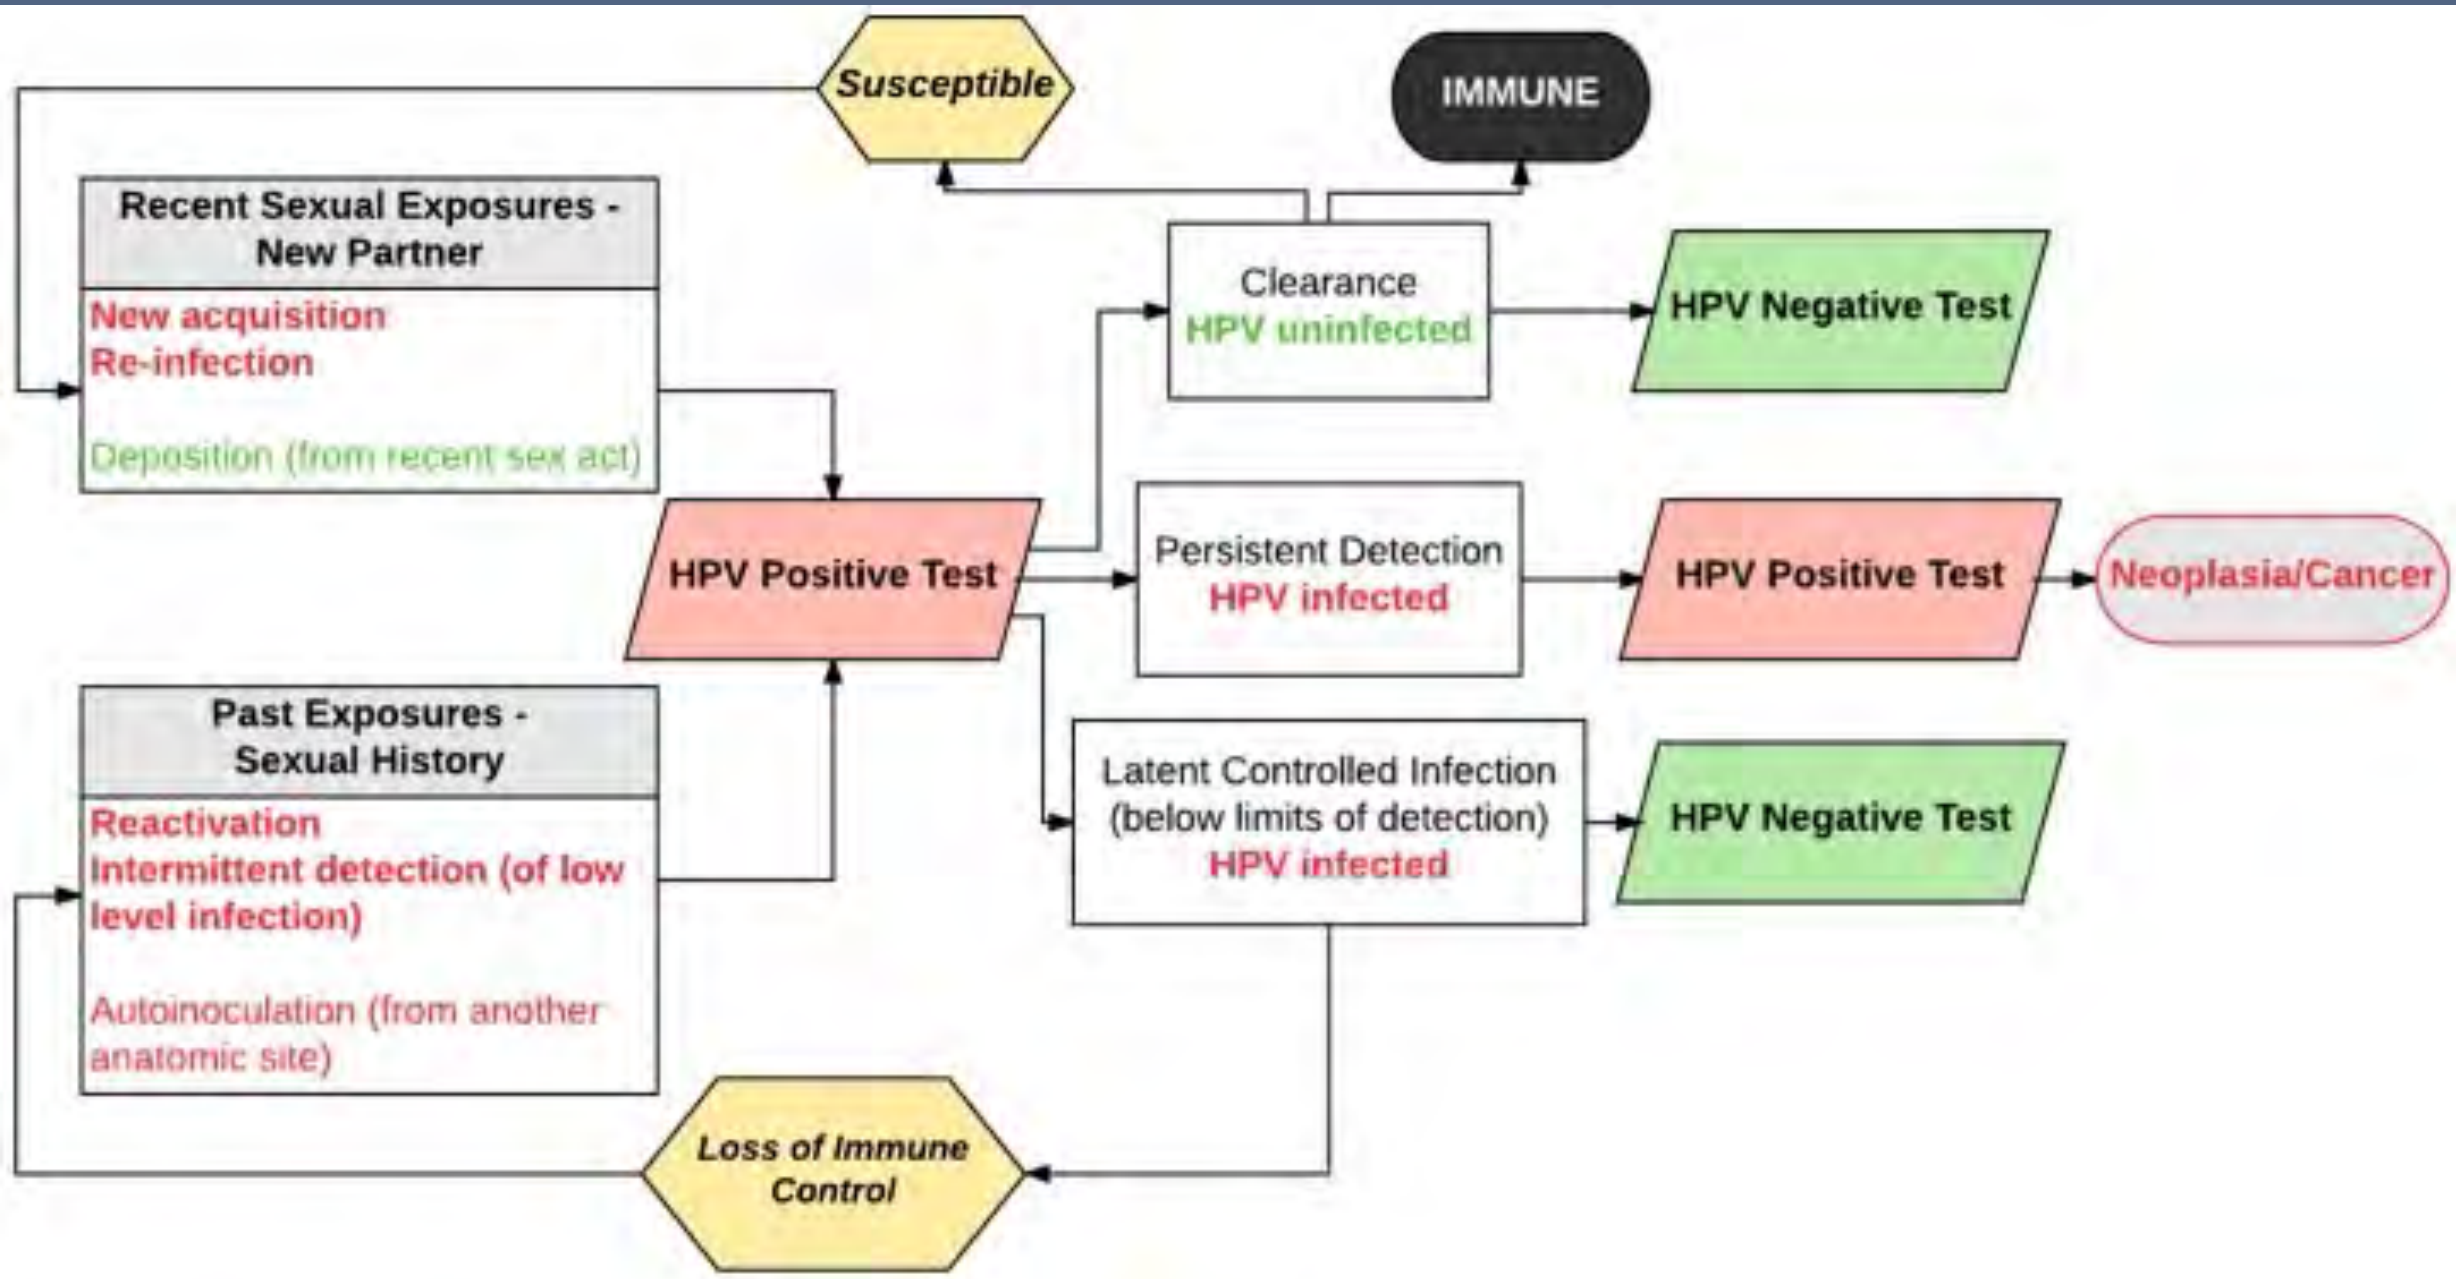 Susceptible
IMMUNE
Recent Sexual Exposures -
New Partner
New acquisition
Re-infection
Deposition (from recent sex act)
Clearance
HPV uninfected
HPV Negative Test
HPV Positive Test
Persistent Detection
HPV infected
HPV Positive Test
Neoplasia/Cancer
Past Exposures -
Sexual History
Reactivation
Intermittent detection (of low
level infection)
Autoinoculation (from another
anatomic site)
Latent Controlled Infection
(below limits of detection)
HPV infected
HPV Negative Test
Loss of Immune
Control